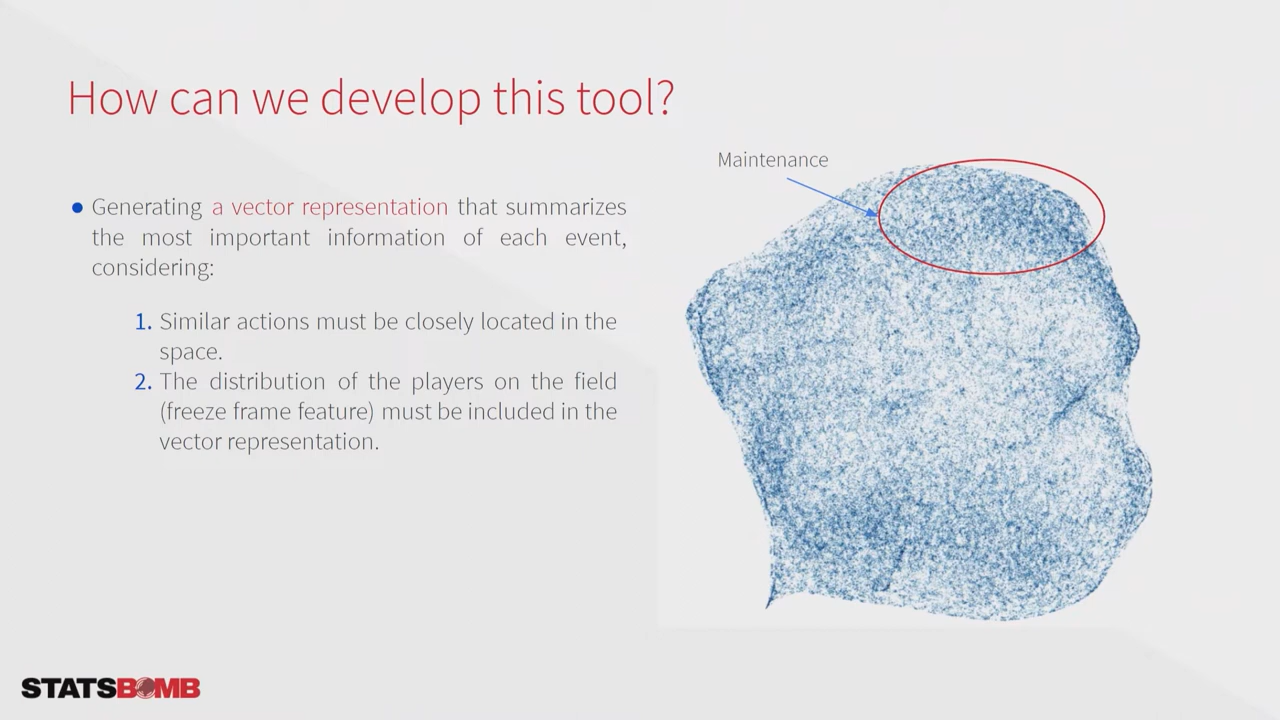 How can we develop this tool?
Maintenance
● Generating a vector representation that summarizes
the most important information of each event,
considering:
1. Similar actions must be closely located in the
space.
2. The distribution of the players on the field
(freeze frame feature) must be included in the
vector representation.
STATSBOMB